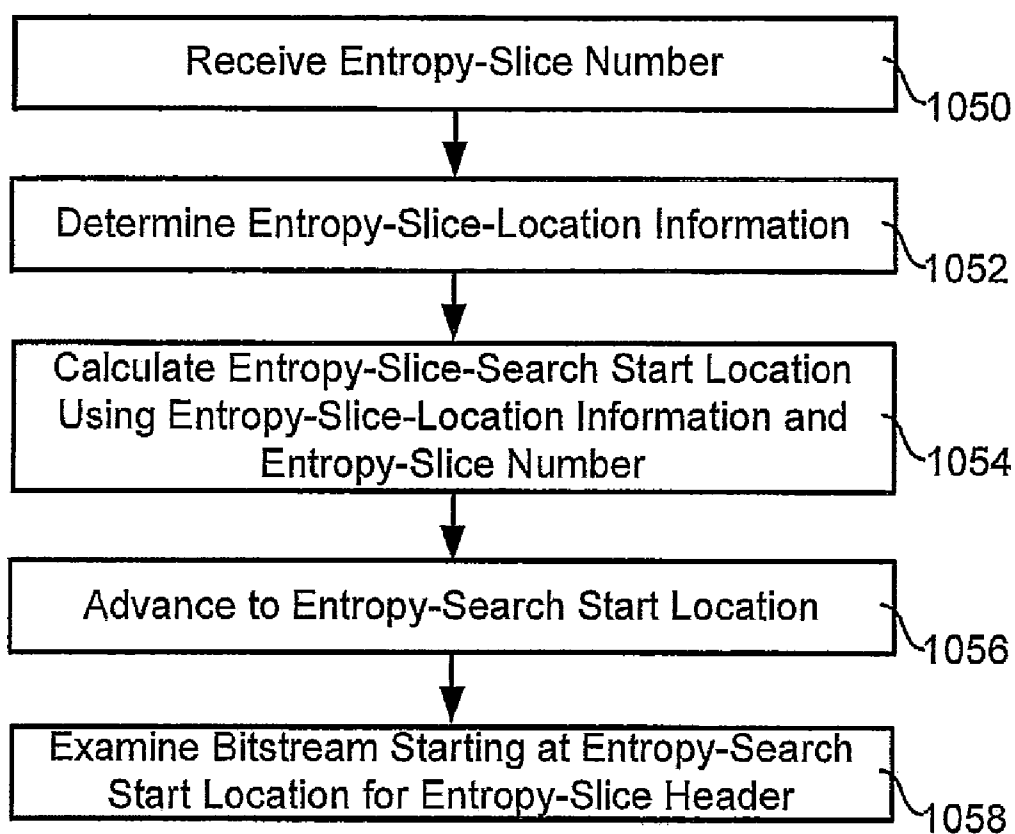 Receive Entropy-Slice Number
1050
Determine Entropy-Slice-Location Information
1052
Calculate Entropy-Slice-Search Start Location
Using Entropy-Slice-Location Information and
Entropy-Slice Number
1054
Advance to Entropy-Search Start Location
1056
Examine Bitstream Starting at Entropy-Search
Start Location for Entropy-Slice Header
1058